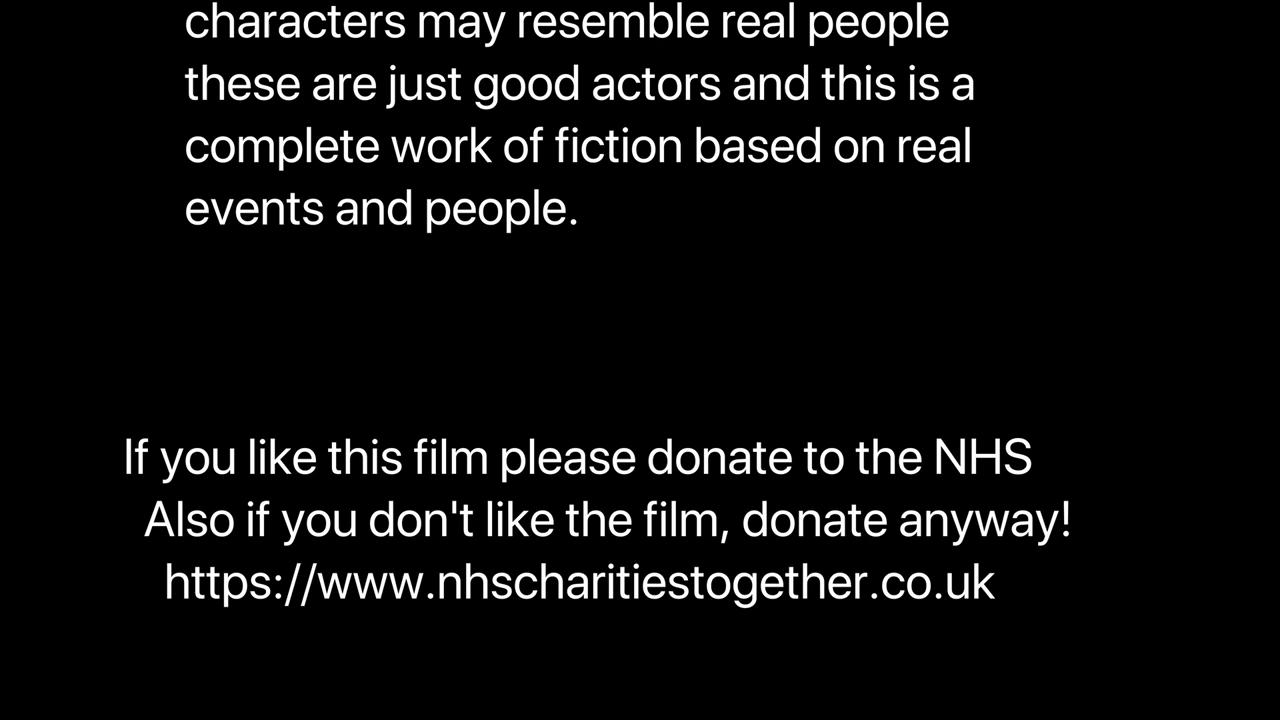 characters may resemble real people
these are just good actors and this is a
complete work of fiction based on real
events and people.
If you like this film please donate to the NHS
Also if you don't like the film, donate anyway!
https://www.nhscharitiestogether.co.uk